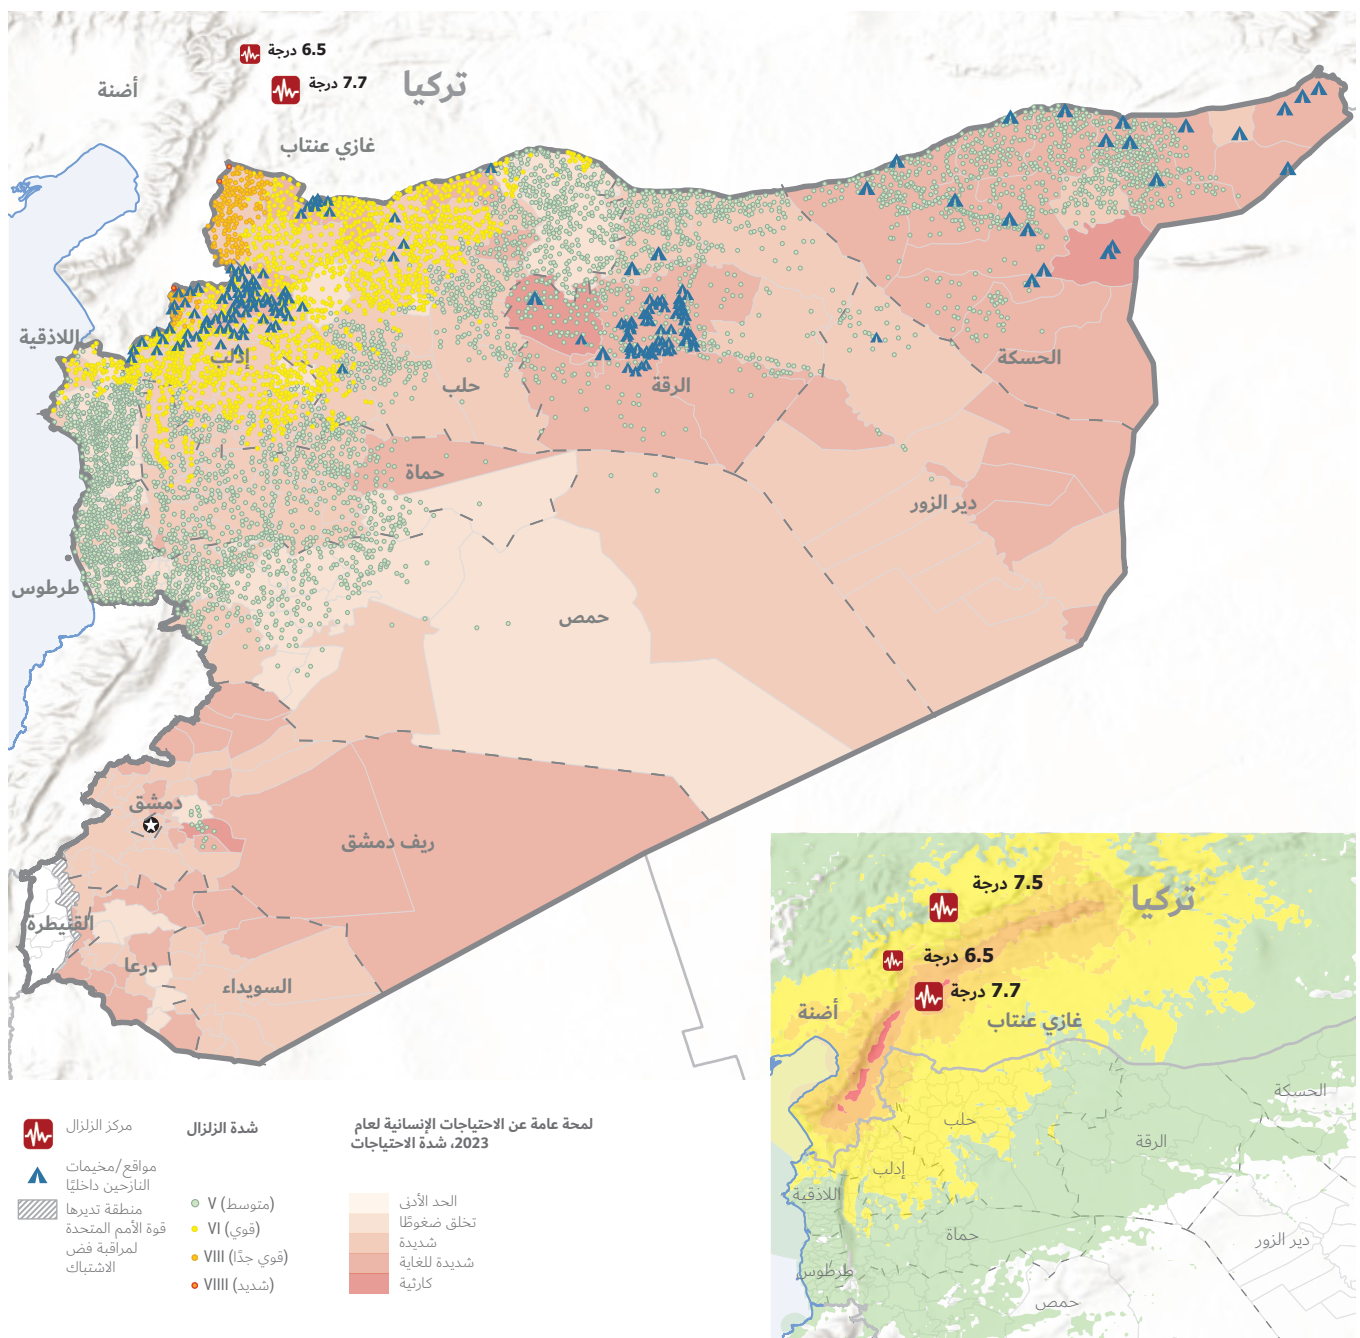 6.5 درجة
7.7 درجة
تركيا
أضنة
غازي عنتاب
اللاذقية
إدلب
حلب
الرقة
الحسكة
حماة
دير الزور
طرطوس
حمص
دمشق
ريف دمشق
القنيطرة
درعا
السويداء
7.5 درجة
تركيا
6.5 درجة
7.7 درجة
أضنة
غازي عنتاب
الحسكة
حلب
الرقة
إدلب
اللاذقية
حماة
دير الزور
طرطوس
حمص
لمحة عامة عن الاحتياجات الإنسانية لعام
2023، شدة الاحتياجات
الحد الأدنى
تخلق ضغوطًا
شديدة
شديدة للغاية
كارثية
شدة الزلزال
V (متوسط)
VI (قوي)
VIII (قوي جدًا)
VIIII (شديد)
مركز الزلزال
مواقع/مخيمات
النازحين داخليًا
منطقة تديرها
قوة الأمم المتحدة
لمراقبة فض
الاشتباك